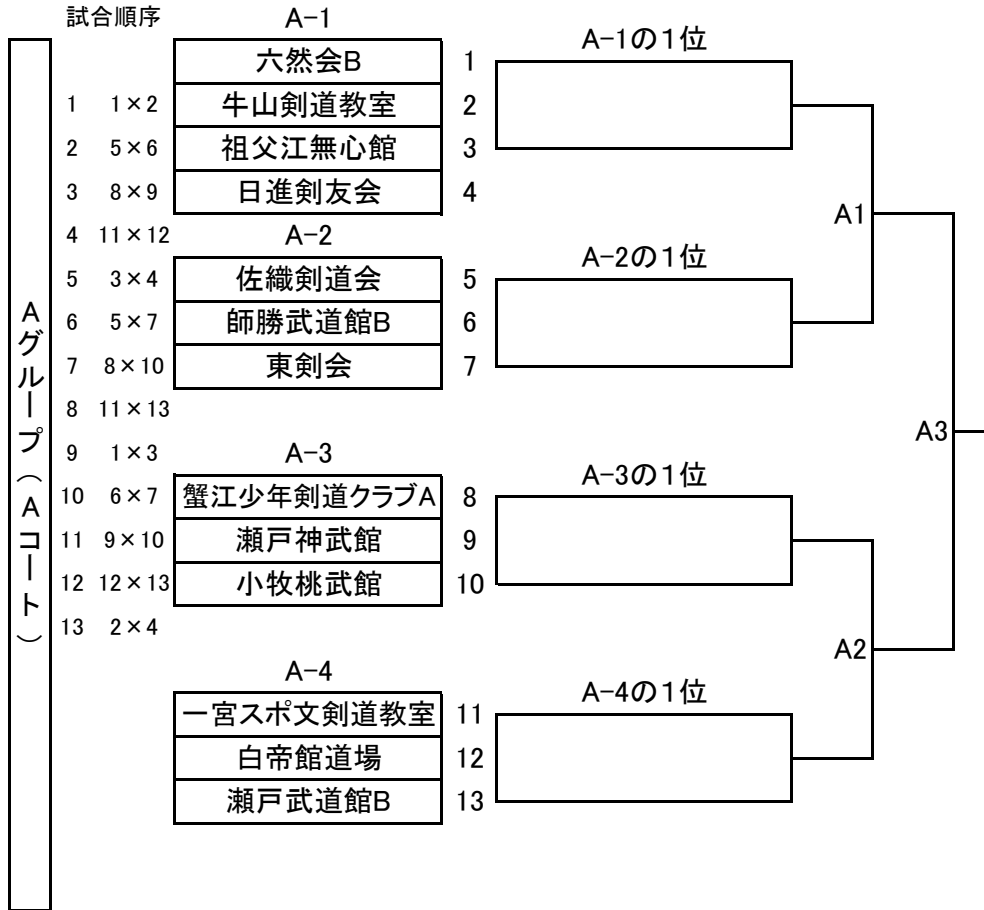 試合順序
A-1
A-1の1位
六然会B 1
1 1×2 牛山剣道教室 2
2 5×6 祖父江無心館 3
3 8×9 日進剣友会 4
A1
4 11×12 A-2
A-2の1位
5 3×4 佐織剣道会 5
6 5×7 師勝武道館B 6
7 8×10 東剣会 7
8 11×13
A3
9 1×3 A-3
A-3の1位
10 6×7 蟹江少年剣道クラブA 8
11 9×10 瀬戸神武館 9
12 12×13 小牧桃武館 10
13 2×4
A2
A-4
A-4の1位
一宮スポ文剣道教室 11
白帝館道場 12
瀬戸武道館B 13
Aグループ(Aコート)